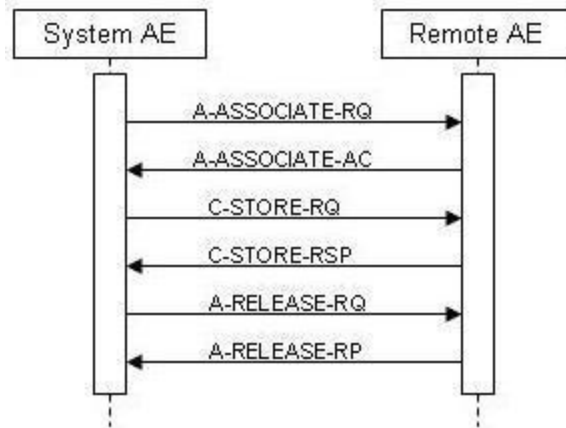 System AE
Remote AE
A-ASSOCIATE-RQ
A-ASSOCIATE-AC
C-STORE-RQ
C-STORE-RSP
A-RELEASE-RQ
A-RELEASE-RP